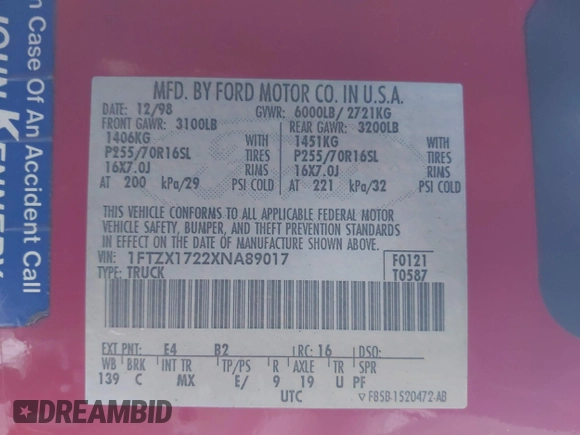 n Case Of An Accident Call
JOHN KENNEDY
MFD. BY FORD MOTOR CO. IN U.S.A.
DATE: 12/98 GVWR: 6000LB/ 2721KG
FRONT GAWR: 3100LB REAR GAWR: 3200LB
1406KG WITH 1451KG WITH
P255/70R16SL TIRES P255/70R16SL TIRES
16X7.0J RIMS 16X7.0J RIMS
AT 200 kPa/29 PSI COLD AT 221 kPa/32 PSI COLD
THIS VEHICLE CONFORMS TO ALL APPLICABLE FEDERAL MOTOR
VEHICLE SAFETY, BUMPER, AND THEFT PREVENTION STANDARDS
IN EFFECT ON THE DATE OF MANUFACTURE SHOWN ABOVE.
VIN: 1FTZX1722XNA89017 F0121
TYPE: TRUCK T0587
EXT PNT: E4 B2 RC: 16 DSO:
WB BRK INT TR TP/PS R AXLE TR SPR
139 C MX E/ 9 19 U PF
UTC ▽ F85B-1520472-AB
DREAMBID